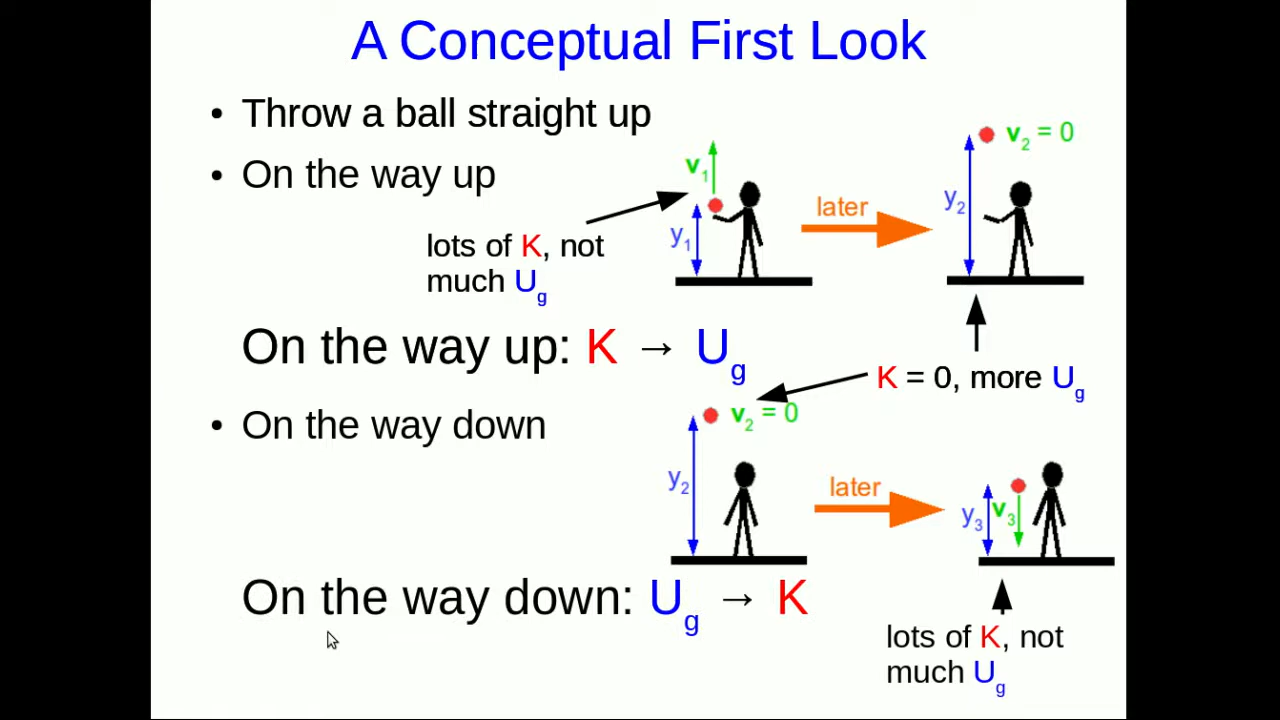 A Conceptual First Look
• Throw a ball straight up
• On the way up
v₁
y₁
later
y₂
v₂ = 0
lots of K, not
much Ug
On the way up: K → Ug
K = 0, more Ug
• On the way down
v₂ = 0
y₂
later
y₃
v₃
On the way down: Ug → K
lots of K, not
much Ug